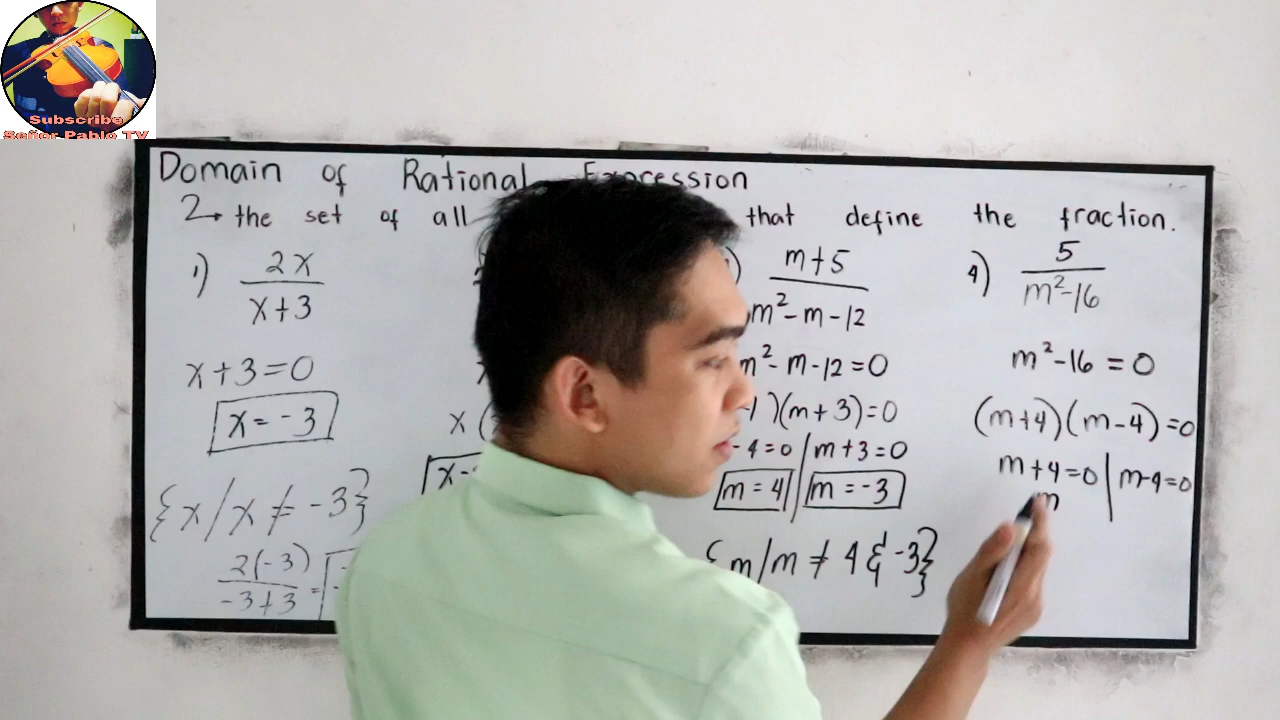 Subscribe
Señor Pablo TV
Domain of Rational Expression
the set of all that define the fraction.
1) 2x
x+3
x+3=0
x=-3
{x/x≠-3}
2(-3)
-3+3 =
x(
) m+5
m²-m-12
m²-m-12=0
)(m+3)=0
-4=0 | m+3=0
m=4 | m=-3
{m/m≠4 & -3}
4) 5
m²-16
m²-16=0
(m+4)(m-4)=0
m+4=0 | m-4=0
m